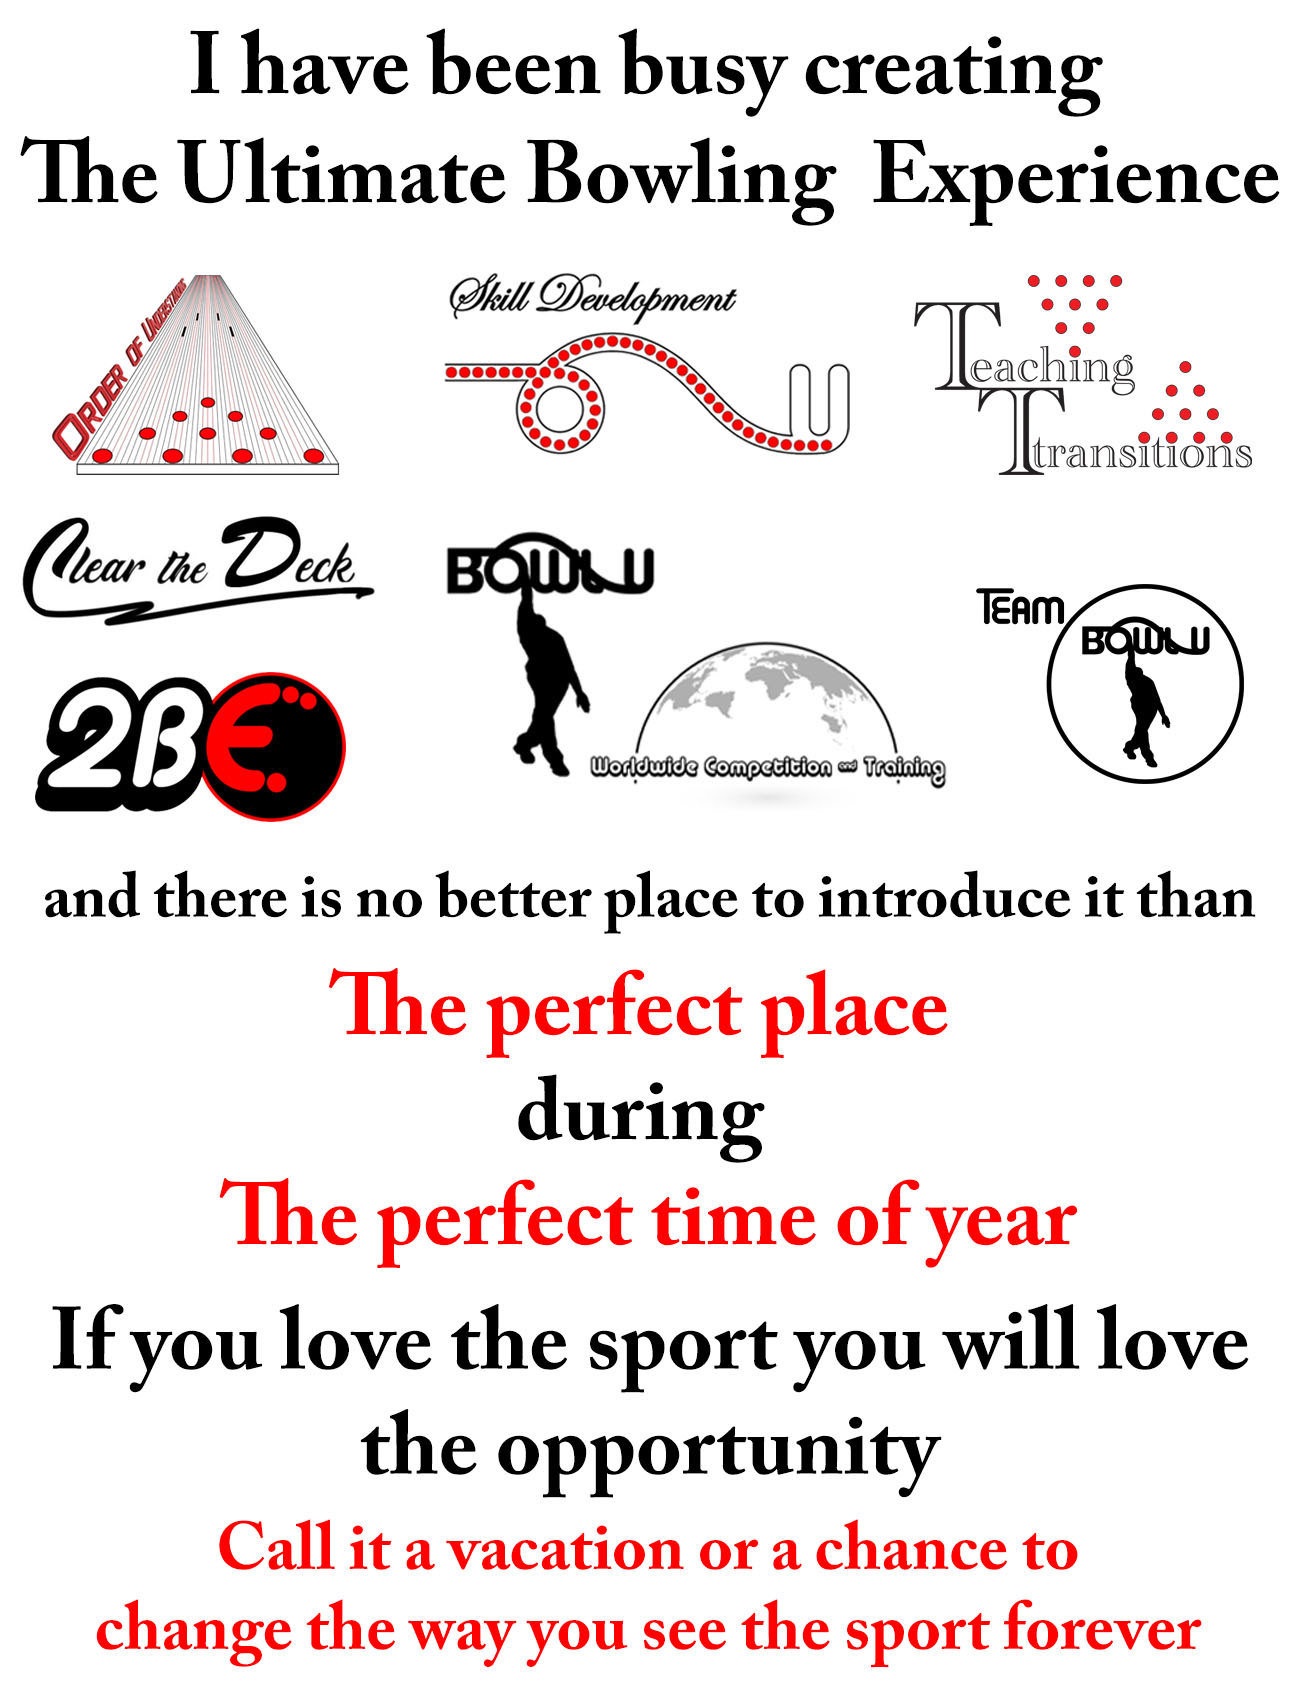 I have been busy creating
The Ultimate Bowling Experience
ORDER OF UNDERSTANDING
Skill Development
Teaching
Ttransitions
Clear the Deck
BOWLU
TEAM
BOWLU
2BE
Worldwide Competition and Training
and there is no better place to introduce it than
The perfect place
during
The perfect time of year
If you love the sport you will love
the opportunity
Call it a vacation or a chance to
change the way you see the sport forever